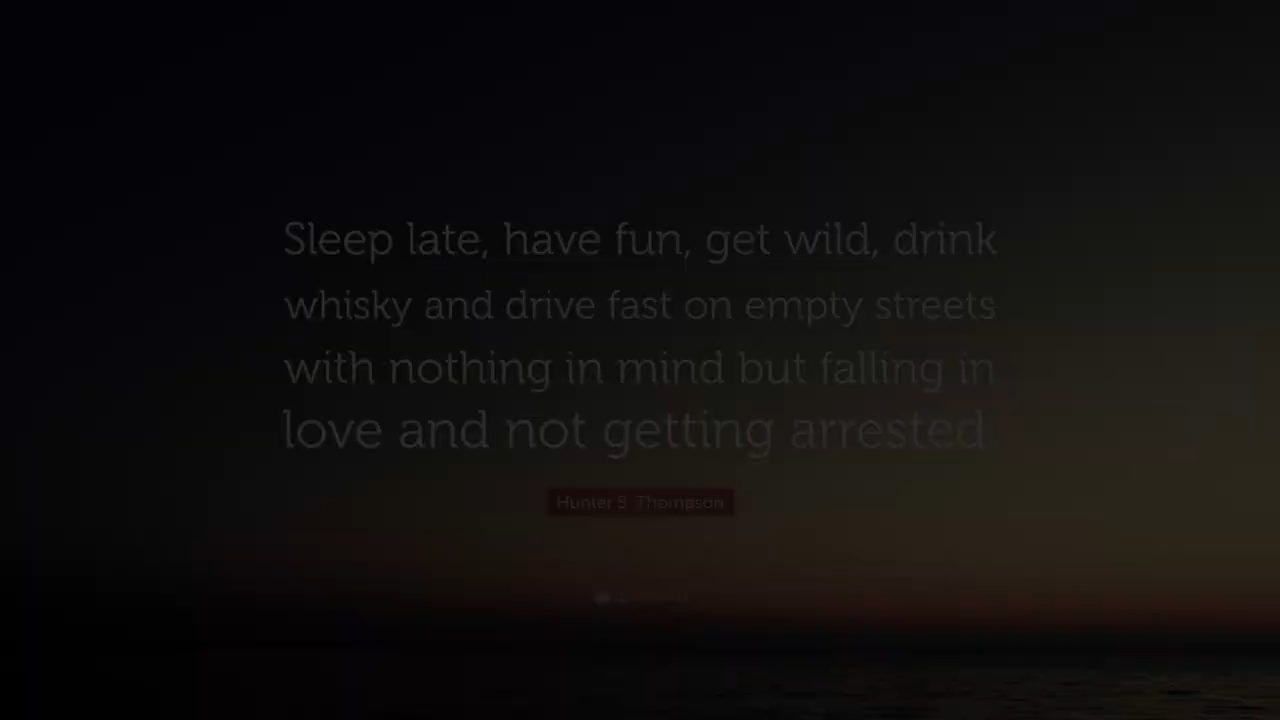 Sleep late, have fun, get wild, drink
whisky and drive fast on empty streets
with nothing in mind but falling in
love and not getting arrested
Hunter S. Thompson